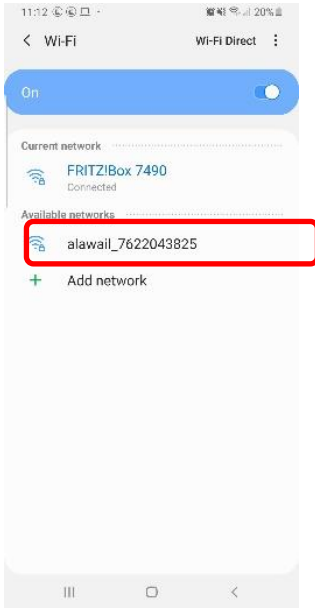 11:12
20%
Wi-Fi
Wi-Fi Direct
On
Current network
FRITZ!Box 7490
Connected
Available networks
alawail_7622043825
+ Add network